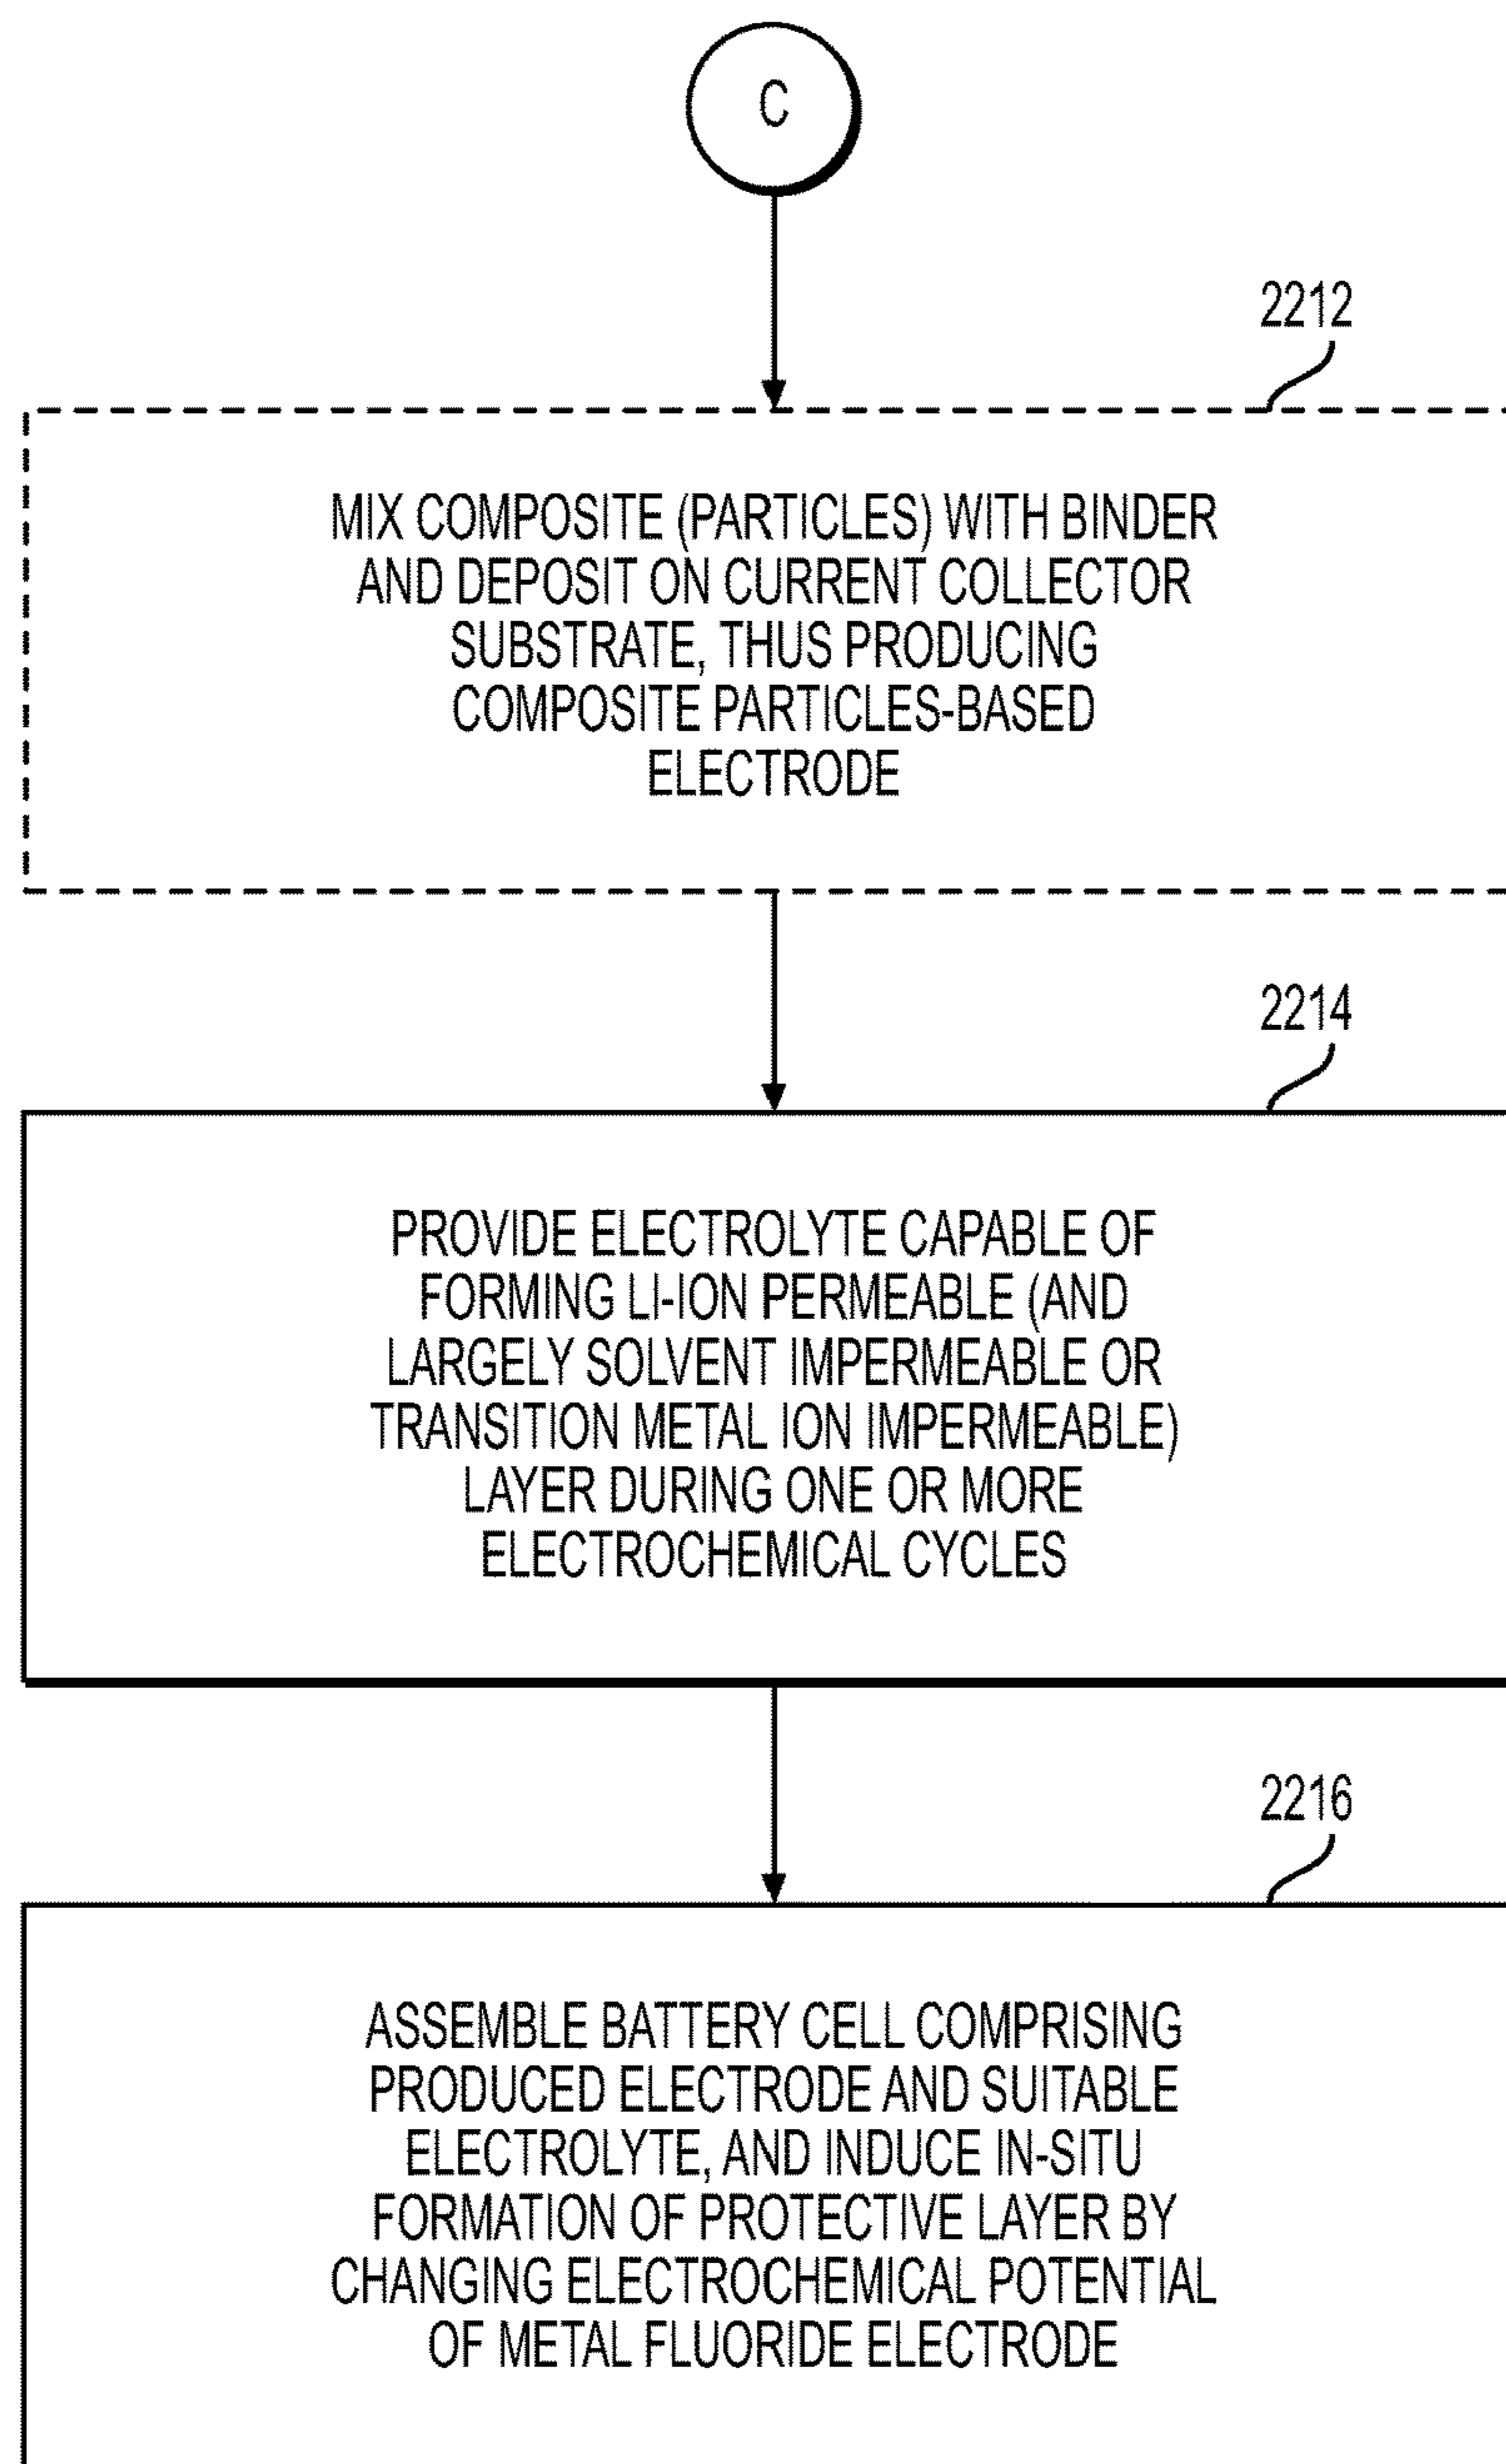 C
2212
MIX COMPOSITE (PARTICLES) WITH BINDER
AND DEPOSIT ON CURRENT COLLECTOR
SUBSTRATE, THUS PRODUCING
COMPOSITE PARTICLES-BASED
ELECTRODE
2214
PROVIDE ELECTROLYTE CAPABLE OF
FORMING LI-ION PERMEABLE (AND
LARGELY SOLVENT IMPERMEABLE OR
TRANSITION METAL ION IMPERMEABLE)
LAYER DURING ONE OR MORE
ELECTROCHEMICAL CYCLES
2216
ASSEMBLE BATTERY CELL COMPRISING
PRODUCED ELECTRODE AND SUITABLE
ELECTROLYTE, AND INDUCE IN-SITU
FORMATION OF PROTECTIVE LAYER BY
CHANGING ELECTROCHEMICAL POTENTIAL
OF METAL FLUORIDE ELECTRODE